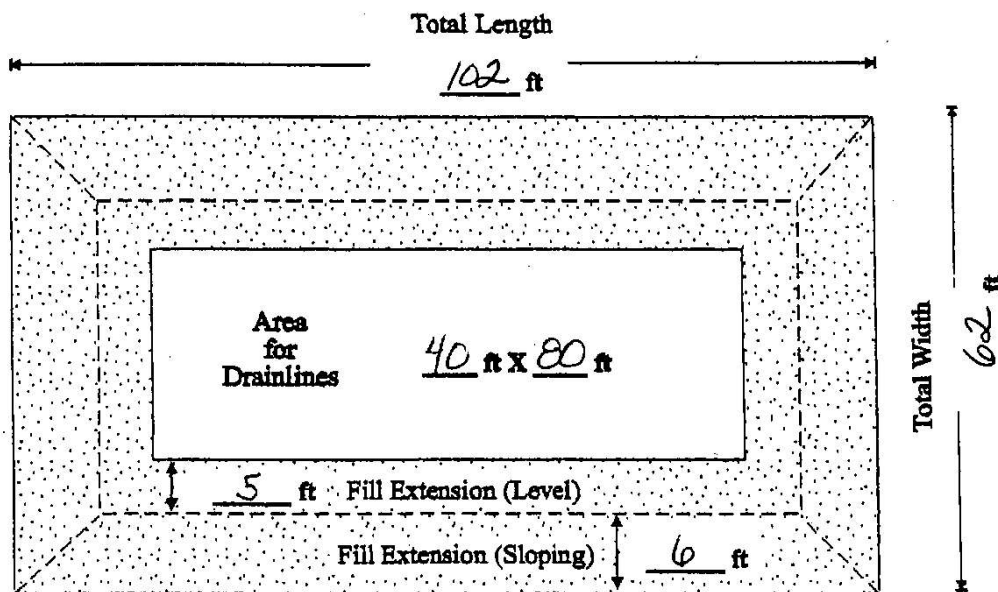 Total Length
102 ft
Area
for
Drainlines
40 ft X 80 ft
5 ft Fill Extension (Level)
Fill Extension (Sloping) 6 ft
Total Width
62 ft